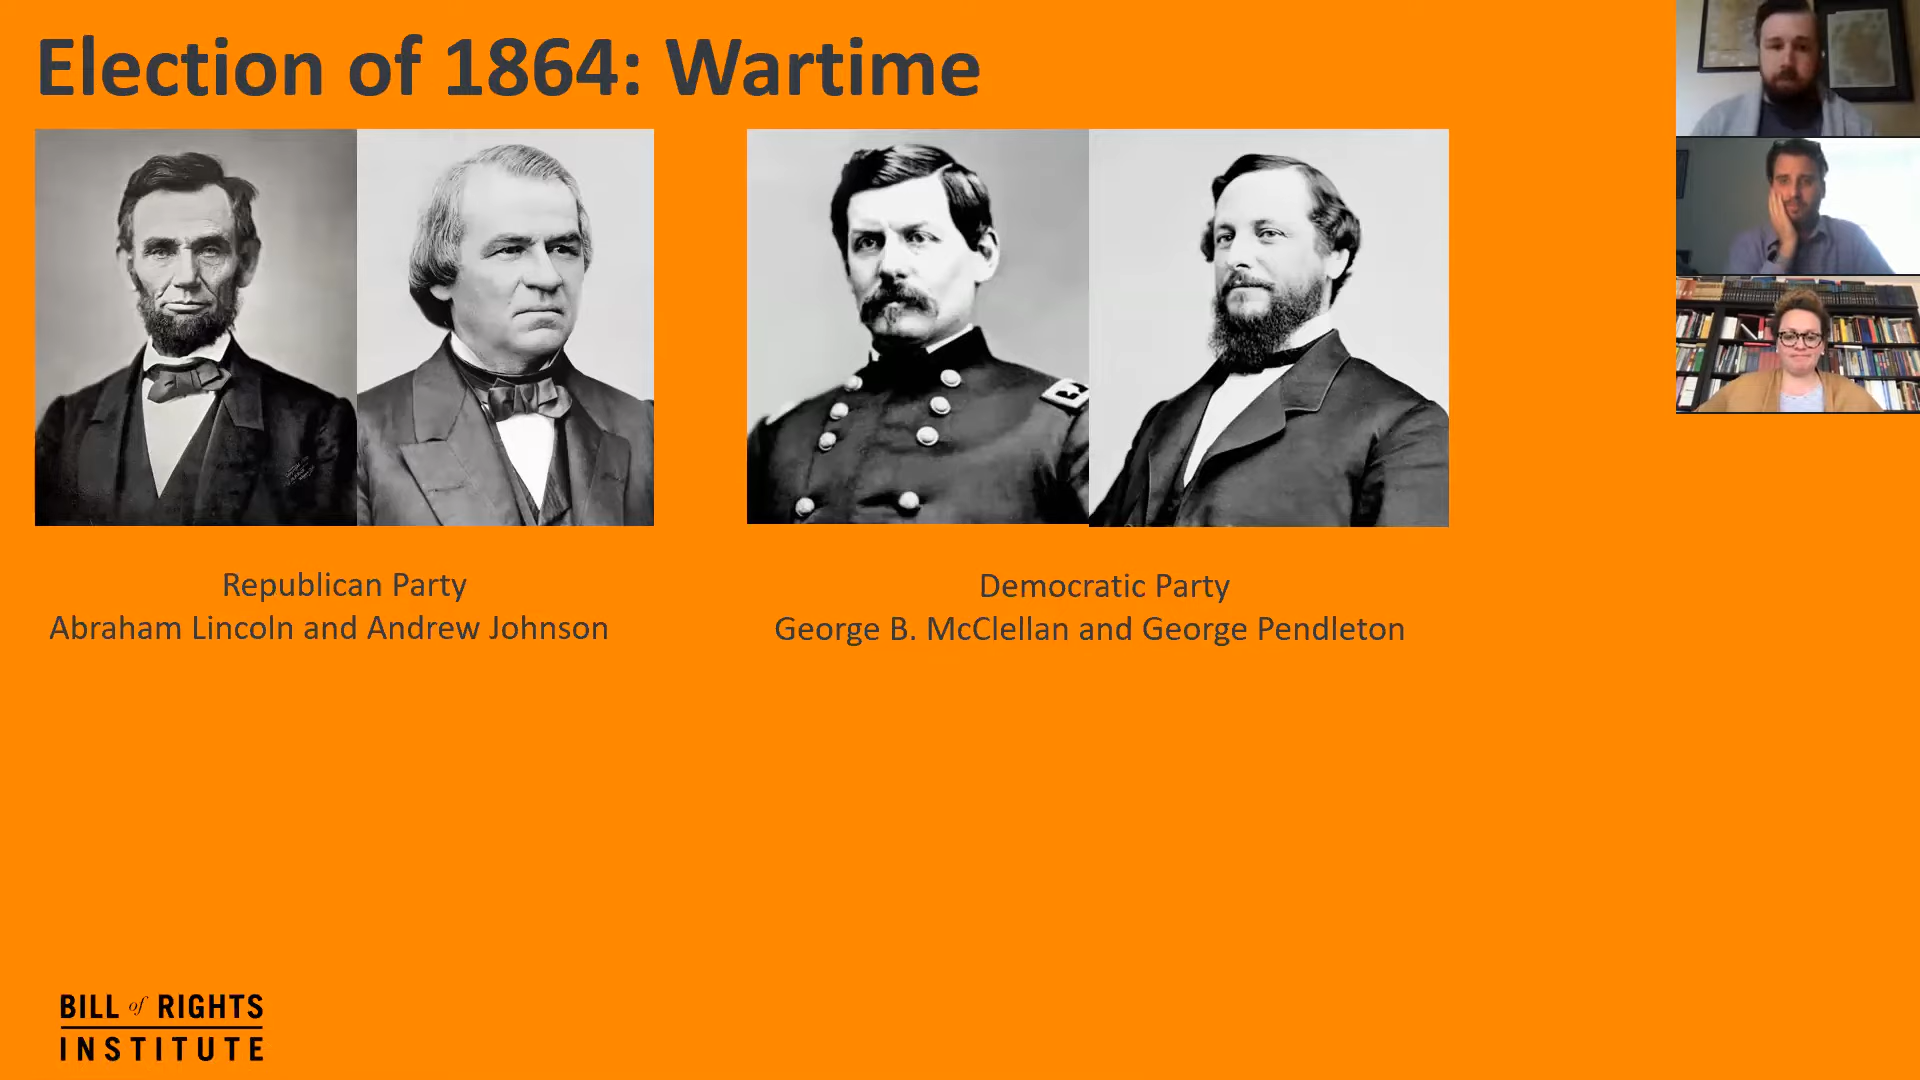 Election of 1864: Wartime
Republican Party
Abraham Lincoln and Andrew Johnson
Democratic Party
George B. McClellan and George Pendleton
BILL of RIGHTS
INSTITUTE